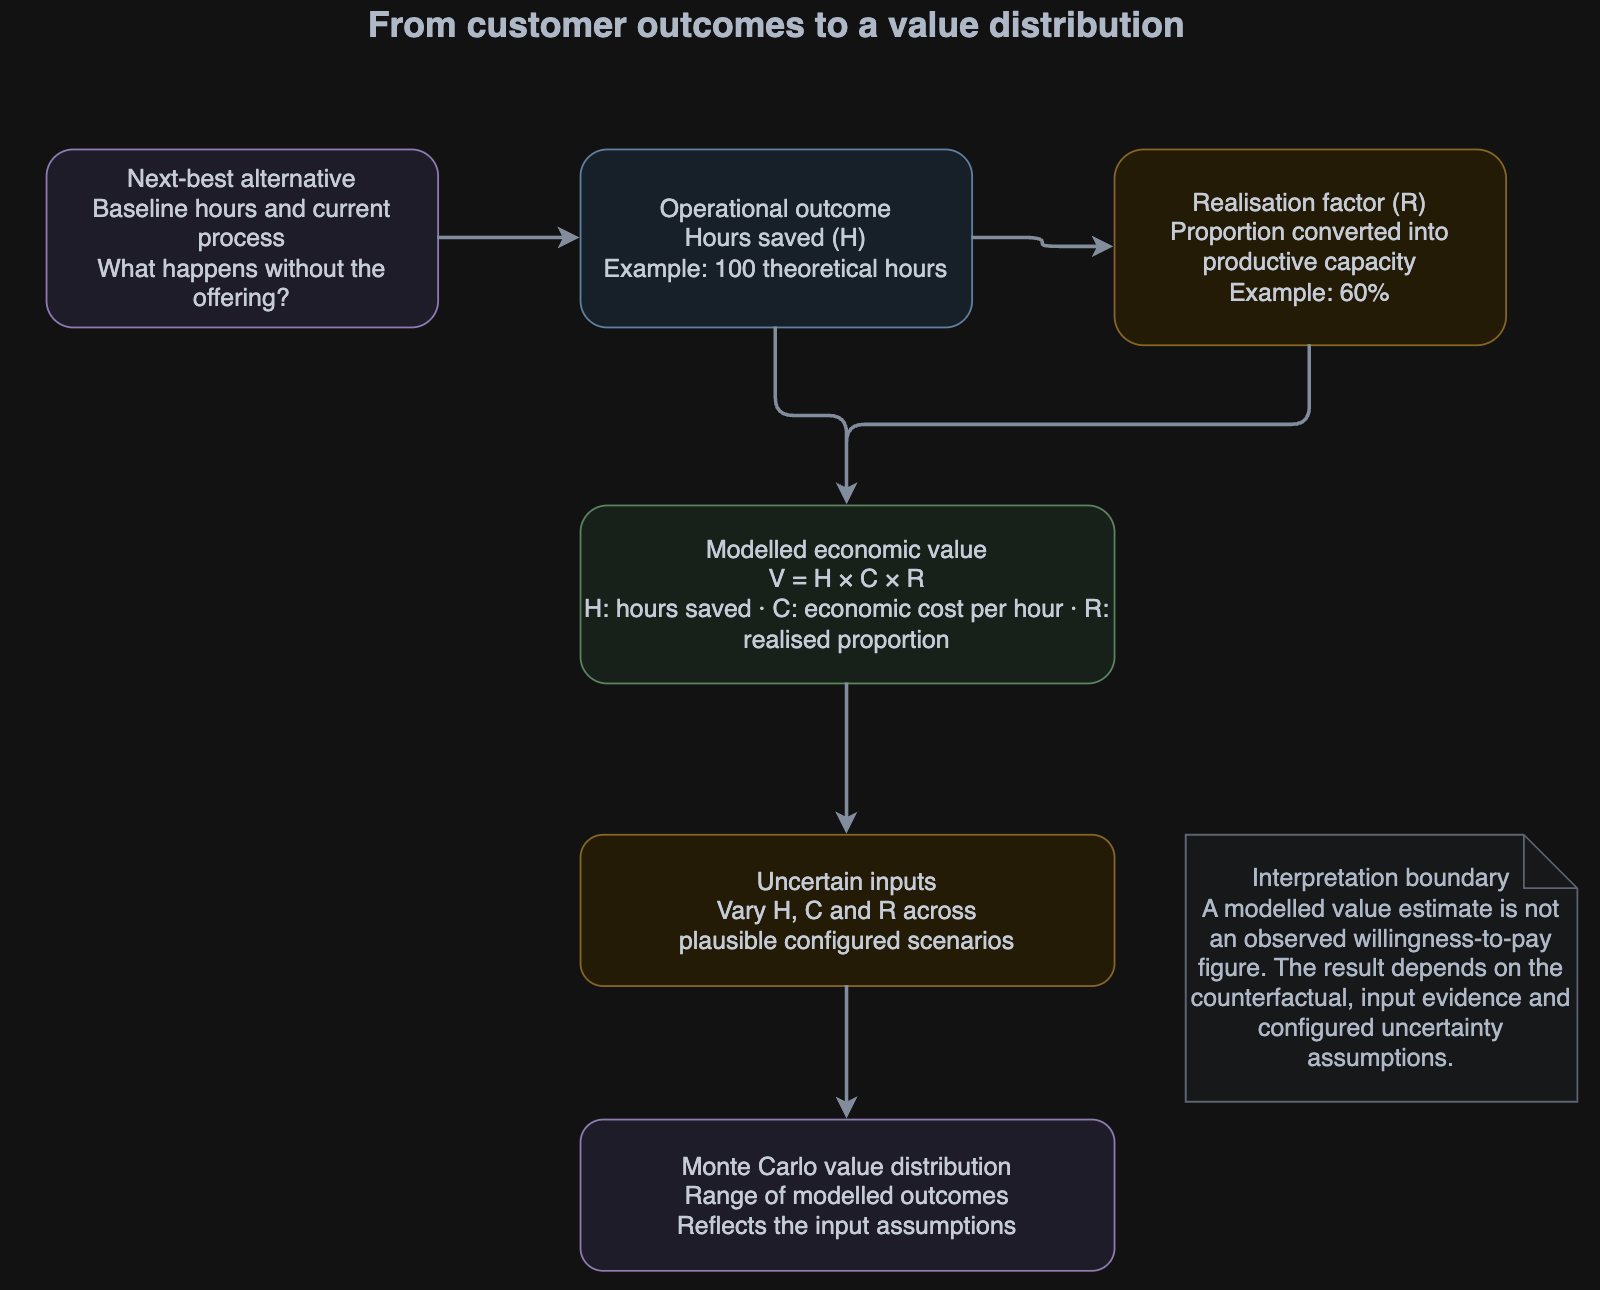 From customer outcomes to a value distribution
Next-best alternative
Baseline hours and current
process
What happens without the
offering?
Operational outcome
Hours saved (H)
Example: 100 theoretical hours
Realisation factor (R)
Proportion converted into
productive capacity
Example: 60%
Modelled economic value
V = H × C × R
H: hours saved · C: economic cost per hour · R:
realised proportion
Uncertain inputs
Vary H, C and R across
plausible configured scenarios
Interpretation boundary
A modelled value estimate is not
an observed willingness-to-pay
figure. The result depends on the
counterfactual, input evidence and
configured uncertainty
assumptions.
Monte Carlo value distribution
Range of modelled outcomes
Reflects the input assumptions